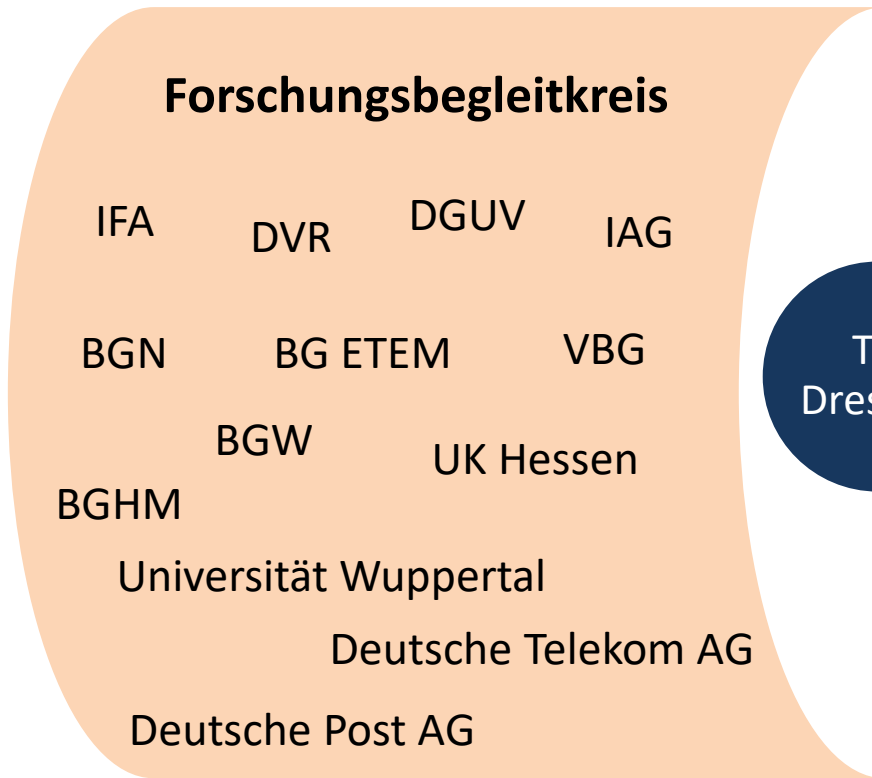 Forschungsbegleitkreis
IFA DVR DGUV IAG
BGN BG ETEM VBG
BGW UK Hessen
BGHM
Universität Wuppertal
Deutsche Telekom AG
Deutsche Post AG